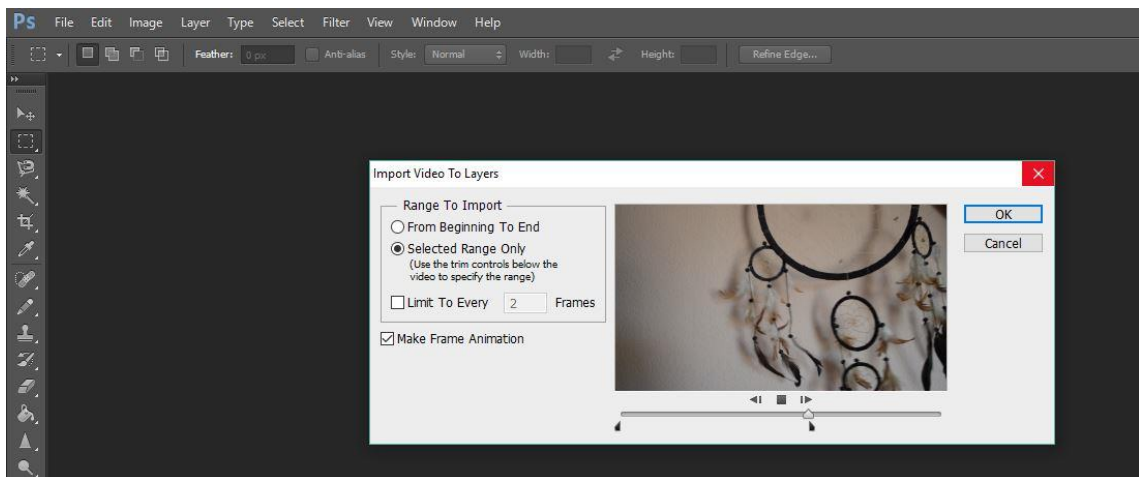 Ps File Edit Image Layer Type Select Filter View Window Help
Feather: 0 px Anti-alias Style: Normal Width: Height: Refine Edge...
Import Video To Layers
Range To Import
From Beginning To End
Selected Range Only
(Use the trim controls below the
video to specify the range)
Limit To Every 2 Frames
Make Frame Animation
OK
Cancel